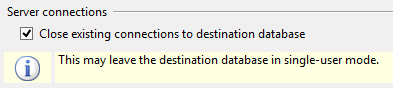 Server connections
Close existing connections to destination database
This may leave the destination database in single-user mode.